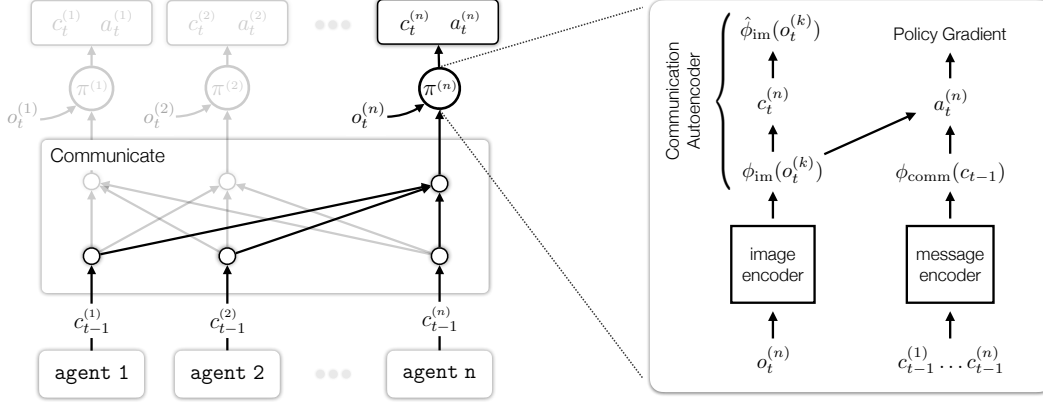 c_t^{(1)} a_t^{(1)}
c_t^{(2)} a_t^{(2)}
c_t^{(n)} a_t^{(n)}
π^{(1)}
π^{(2)}
π^{(n)}
o_t^{(1)}
o_t^{(2)}
o_t^{(n)}
Communicate
c_{t-1}^{(1)}
c_{t-1}^{(2)}
c_{t-1}^{(n)}
agent 1
agent 2
agent n
Communication
Autoencoder
\hat{ϕ}_{im}(o_t^{(k)})
c_t^{(n)}
ϕ_{im}(o_t^{(k)})
image
encoder
o_t^{(n)}
Policy Gradient
a_t^{(n)}
ϕ_{comm}(c_{t-1})
message
encoder
c_{t-1}^{(1)} ... c_{t-1}^{(n)}